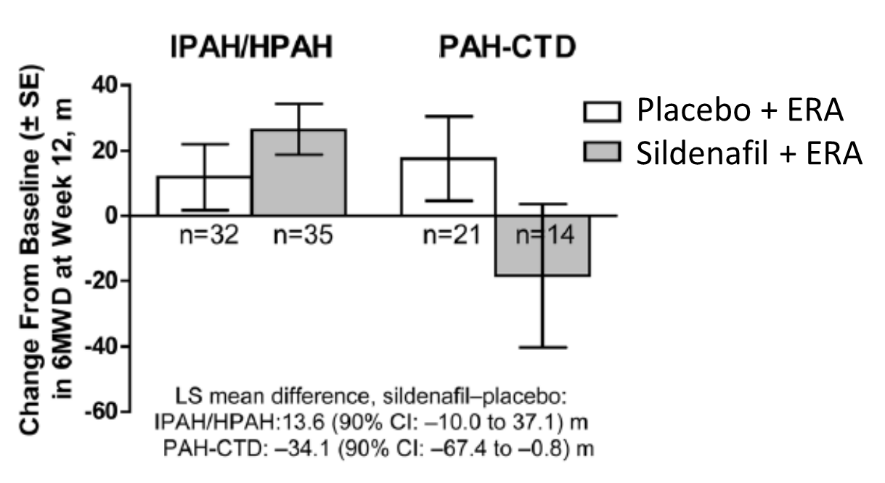 IPAH/HPAH PAH-CTD
Change From Baseline (± SE)
in 6MWD at Week 12, m
40
20
0
-20
-40
-60
Placebo + ERA
Sildenafil + ERA
n=32 n=35 n=21 n=14
LS mean difference, sildenafil–placebo:
IPAH/HPAH:13.6 (90% CI: –10.0 to 37.1) m
PAH-CTD: –34.1 (90% CI: –67.4 to –0.8) m